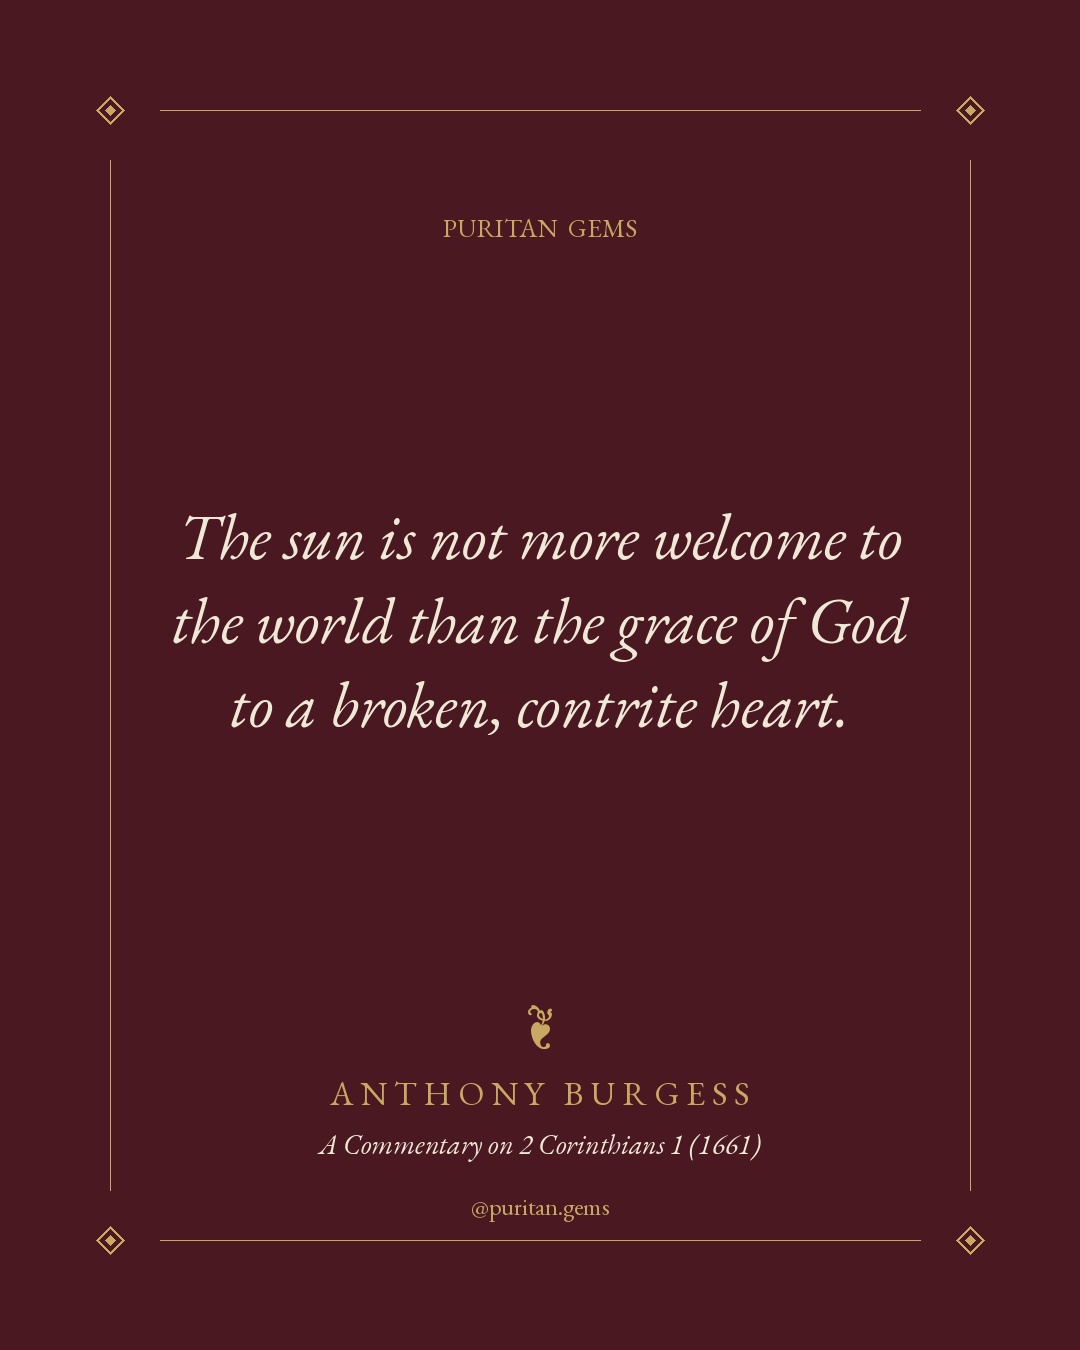 PURITAN GEMS
The sun is not more welcome to
the world than the grace of God
to a broken, contrite heart.
ANTHONY BURGESS
A Commentary on 2 Corinthians 1 (1661)
@puritan.gems